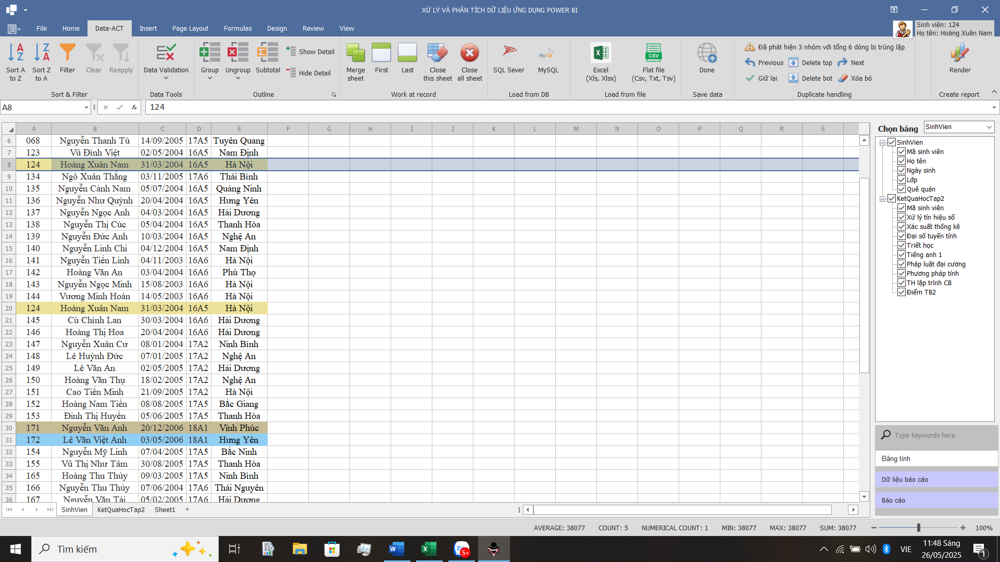 XỬ LÝ VÀ PHÂN TÍCH DỮ LIỆU ỨNG DỤNG POWER BI
File Home Data-ACT Insert Page Layout Formulas Design Review View
Sinh viên: 124
Họ tên: Hoàng Xuân Nam
Sort A to Z
Sort Z to A
Filter
Clear
Reapply
Sort & Filter
Data Validation
Data Tools
Group
Ungroup
Subtotal
Show Detail
Hide Detail
Outline
Merge sheet
First
Last
Close this sheet
Close all sheet
Work at record
SQL Sever
MySQL
MySQL
Load from DB
Excel (Xls, Xlsx)
CSV
Flat file (Csv, Txt, Tsv)
Load from file
Done
Save data
Đã phát hiện 3 nhóm với tổng 6 dòng bị trùng lặp
Previous Delete top Next
Giữ lại Delete bot Xóa bỏ
Duplicate handling
Render
Create report
A8 fx 124
A B C D E F G H I J K L M N O P Q R S
6 068 Nguyễn Thanh Tú 14/09/2005 17A5 Tuyên Quang
7 123 Vũ Đình Việt 02/05/2004 16A5 Nam Định
8 124 Hoàng Xuân Nam 31/03/2004 16A5 Hà Nội
9 134 Ngô Xuân Thắng 03/11/2005 17A6 Thái Bình
10 135 Nguyễn Cảnh Nam 05/07/2004 16A5 Quảng Ninh
11 136 Nguyễn Như Quỳnh 20/04/2004 16A5 Hưng Yên
12 137 Nguyễn Ngọc Anh 04/03/2004 16A5 Hải Dương
13 138 Nguyễn Thị Cúc 05/04/2004 16A5 Thanh Hóa
14 139 Nguyễn Đức Anh 10/03/2004 16A5 Nghệ An
15 140 Nguyễn Linh Chi 04/12/2004 16A5 Nam Định
16 141 Nguyễn Tiến Linh 04/11/2003 16A6 Hà Nội
17 142 Hoàng Văn An 03/04/2004 16A6 Phú Thọ
18 143 Nguyễn Ngọc Minh 15/08/2003 16A6 Hà Nội
19 144 Vương Minh Hoàn 14/05/2003 16A6 Hà Nội
20 124 Hoàng Xuân Nam 31/03/2004 16A5 Hà Nội
21 145 Cù Chính Lan 30/03/2004 16A6 Hải Dương
22 146 Hoàng Thị Hoa 20/04/2004 16A6 Hải Dương
23 147 Nguyễn Xuân Cư 08/01/2004 17A2 Ninh Bình
24 148 Lê Huỳnh Đức 07/01/2005 17A2 Nghệ An
25 149 Lê Văn An 02/05/2005 17A2 Hải Dương
26 150 Hoàng Văn Thụ 18/02/2005 17A2 Nghệ An
27 151 Cao Tiến Minh 21/09/2005 17A2 Hà Nội
28 152 Hoàng Nam Tiến 08/08/2005 17A5 Bắc Giang
29 153 Đinh Thị Huyền 05/06/2005 17A5 Thanh Hóa
30 171 Nguyễn Văn Anh 20/12/2006 18A1 Vĩnh Phúc
31 172 Lê Văn Việt Anh 03/05/2006 18A1 Hưng Yên
32 154 Nguyễn Mỹ Linh 07/04/2005 17A5 Bắc Ninh
33 155 Vũ Thị Như Tâm 30/08/2005 17A5 Thanh Hóa
34 165 Hoàng Thu Thủy 09/03/2005 17A5 Ninh Bình
35 166 Nguyễn Thu Thủy 07/06/2004 17A6 Thái Nguyên
36 167 Nguyễn Văn Tài 05/02/2005 17A6 Hải Dương
SinhVien KetQuaHocTap2 Sheet1 +
Chọn bảng SinhVien
SinhVien
Mã sinh viên
Họ tên
Ngày sinh
Lớp
Quê quán
KetQuaHocTap2
Mã sinh viên
Xử lý tín hiệu số
Xác suất thống kê
Đại số tuyến tính
Triết học
Tiếng anh 1
Pháp luật đại cương
Phương pháp tính
TH lập trình CB
Điểm TB2
Type keywords here
Bảng tính
Dữ liệu báo cáo
Báo cáo
AVERAGE: 38077 COUNT: 5 NUMERICAL COUNT: 1 MIN: 38077 MAX: 38077 SUM: 38077 100%
Tìm kiếm
5+
VIE
11:48 Sáng
26/05/2025
1